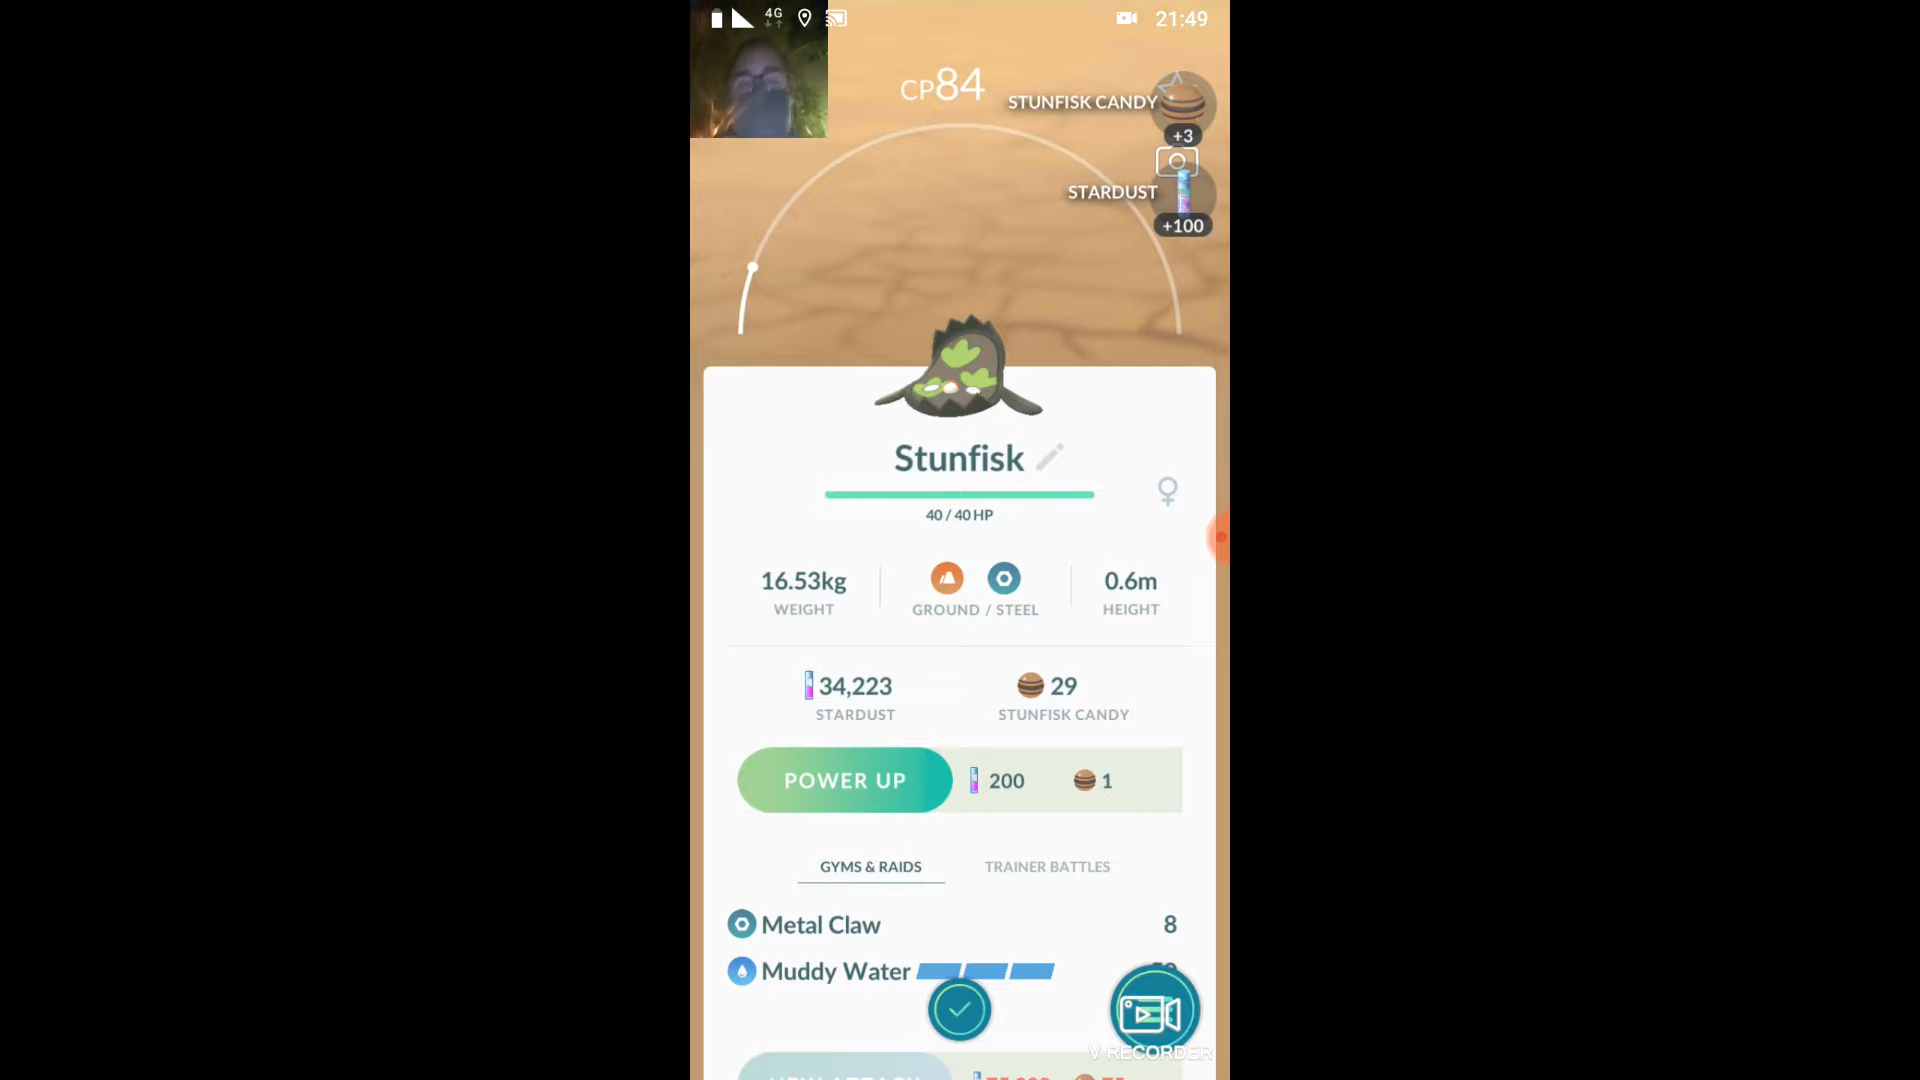 4G 21:49
CP84
STUNFISK CANDY
+3
STARDUST
+100
Stunfisk
40 / 40 HP
16.53kg 0.6m
WEIGHT GROUND / STEEL HEIGHT
34,223 29
STARDUST STUNFISK CANDY
POWER UP 200 1
GYMS & RAIDS TRAINER BATTLES
Metal Claw 8
Muddy Water
V RECORDER